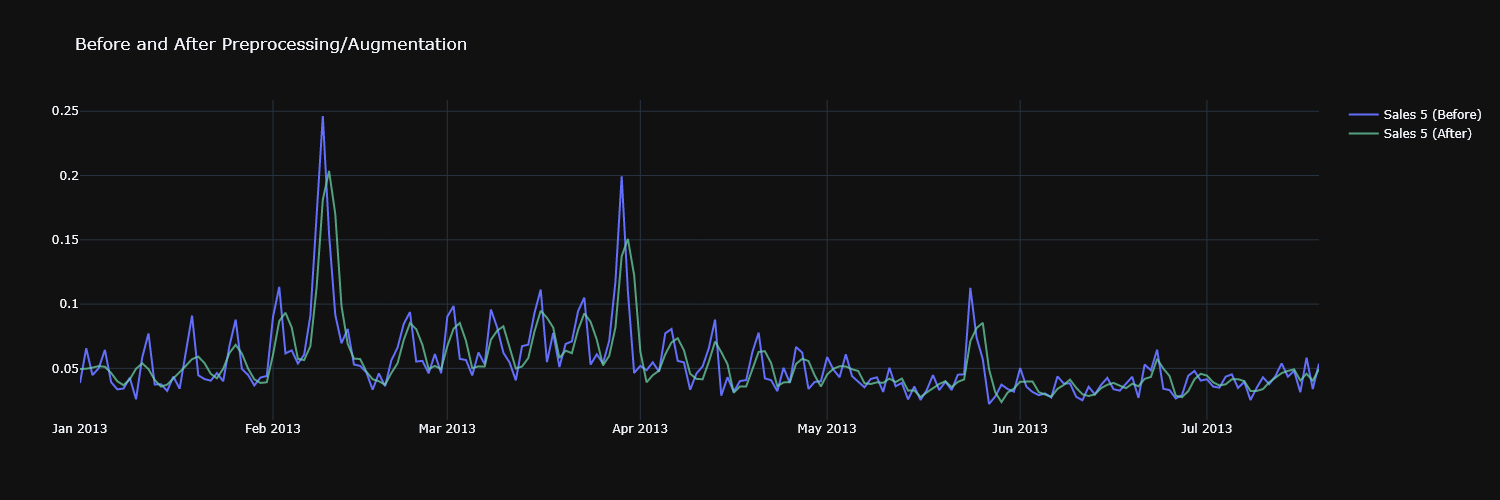 Before and After Preprocessing/Augmentation
0.25
0.2
0.15
0.1
0.05
Jan 2013
Feb 2013
Mar 2013
Apr 2013
May 2013
Jun 2013
Jul 2013
Sales 5 (Before)
Sales 5 (After)